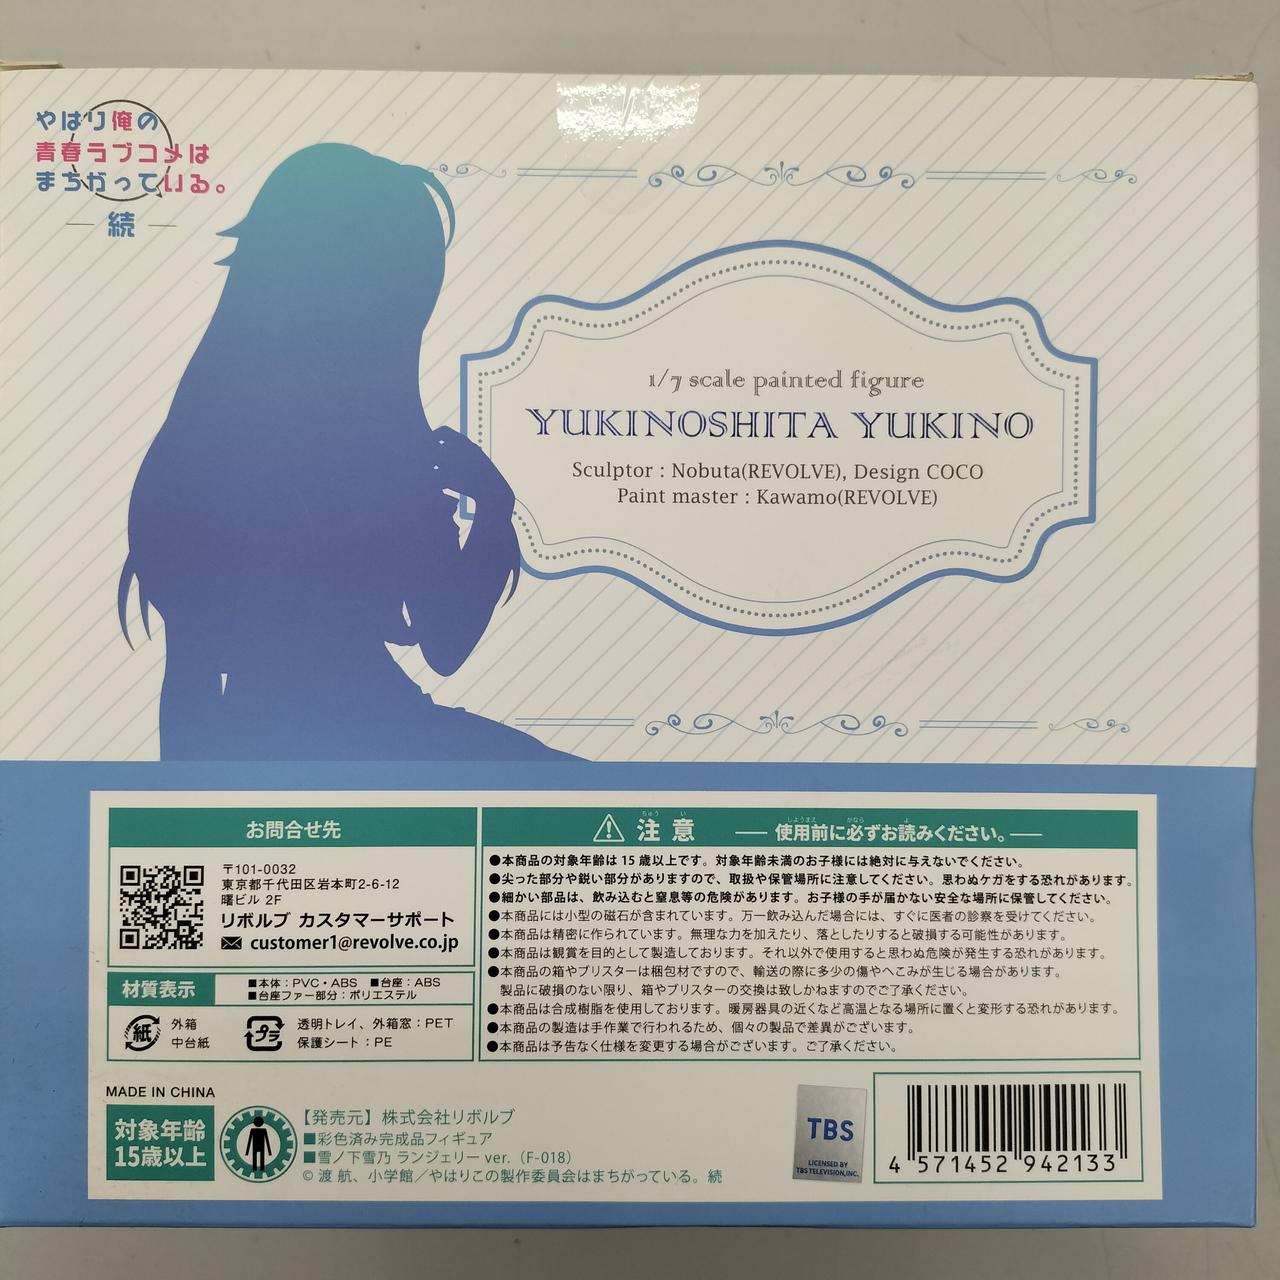 やはり俺の
青春ラブコメは
まちがっている。
続
1/7 scale painted figure
YUKINOSHITA YUKINO
Sculptor : Nobuta(REVOLVE), Design COCO
Paint master : Kawamo(REVOLVE)
お問合せ先
〒101-0032
東京都千代田区岩本町2-6-12
曙ビル 2F
リボルブ カスタマーサポート
customer1@revolve.co.jp
材質表示
■本体：PVC・ABS ■台座：ABS
■台座ファー部分：ポリエステル
紙
外箱
中台紙
プラ
透明トレイ、外箱窓：PET
保護シート：PE
ちゅう い
注意
しようまえ かなら よ
使用前に必ずお読みください。
●本商品の対象年齢は15歳以上です。対象年齢未満のお子様には絶対に与えないでください。
●尖った部分や鋭い部分がありますので、取扱や保管場所に注意してください。思わぬケガをする恐れがあります。
●細かい部品は、飲み込むと窒息等の危険があります。お子様の手が届かない安全な場所に保管してください。
●本商品には小型の磁石が含まれています。万一飲み込んだ場合には、すぐに医者の診察を受けてください。
●本商品は精密に作られています。無理な力を加えたり、落としたりすると破損する可能性があります。
●本商品は観賞を目的として製造しております。それ以外で使用すると思わぬ危険が発生する恐れがあります。
●本商品の箱やブリスターは梱包材ですので、輸送の際に多少の傷やへこみが生じる場合があります。
製品に破損のない限り、箱やブリスターの交換は致しかねますのでご了承ください。
●本商品は合成樹脂を使用しております。暖房器具の近くなど高温となる場所に置くと変形する恐れがあります。
●本商品の製造は手作業で行われるため、個々の製品で差異がございます。
●本商品は予告なく仕様を変更する場合がございます。ご了承ください。
MADE IN CHINA
対象年齢
15歳以上
【発売元】株式会社リボルブ
■彩色済み完成品フィギュア
■雪ノ下雪乃 ランジェリー ver.（F-018）
© 渡 航、小学館／やはりこの製作委員会はまちがっている。続
TBS
LICENSED BY
TBS TELEVISION,INC.
4 571452 942133